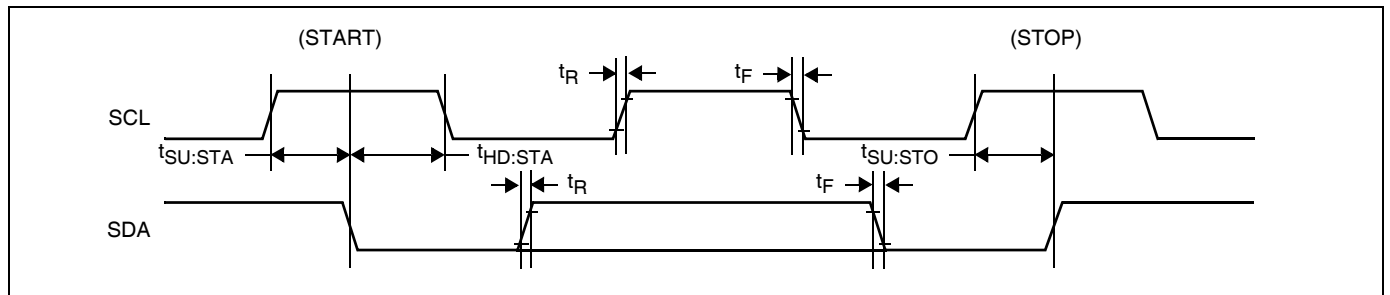 (START)
(STOP)
tR
tF
SCL
tSU:STA
tHD:STA
tSU:STO
tR
tF
SDA